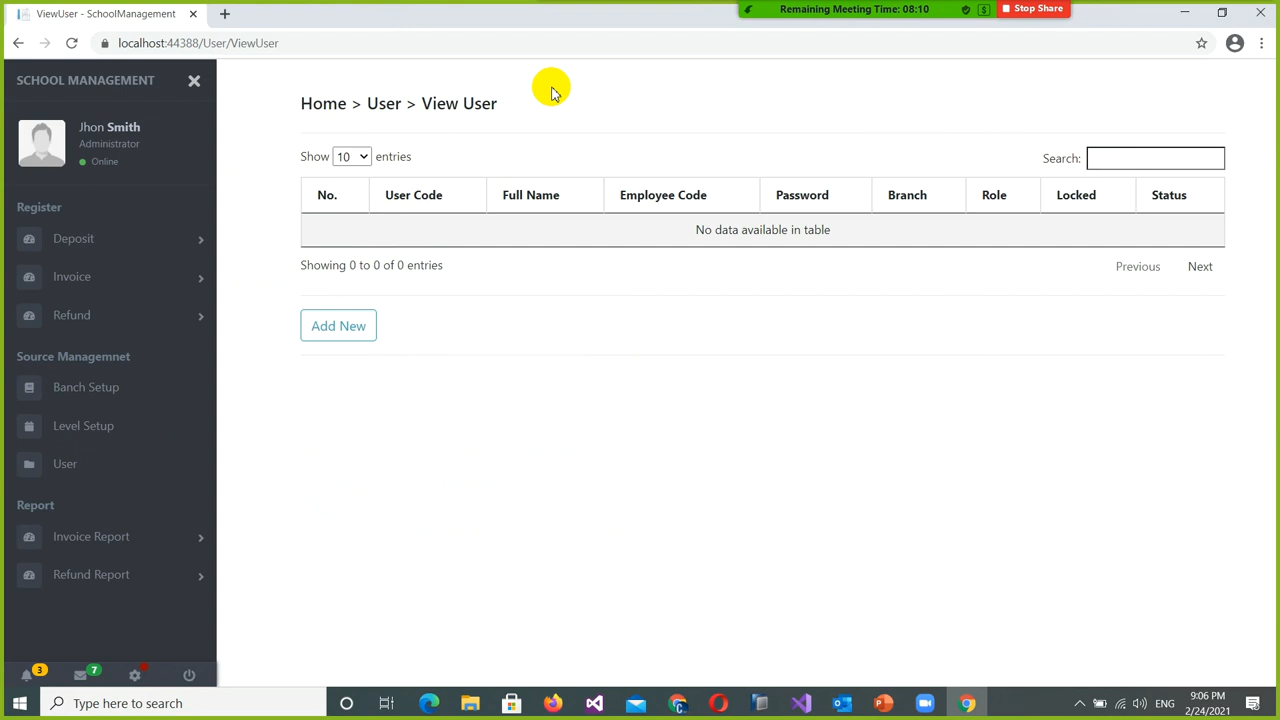 ViewUser - SchoolManagement
Remaining Meeting Time: 08:10
Stop Share
localhost:44388/User/ViewUser
SCHOOL MANAGEMENT
Jhon Smith
Administrator
Online
Register
Deposit
Invoice
Refund
Source Managemnet
Banch Setup
Level Setup
User
Report
Invoice Report
Refund Report
3
7
Home > User > View User
Show 10 entries
Search:
No. User Code Full Name Employee Code Password Branch Role Locked Status
No data available in table
Showing 0 to 0 of 0 entries
Previous Next
Add New
Type here to search
ENG
9:06 PM
2/24/2021